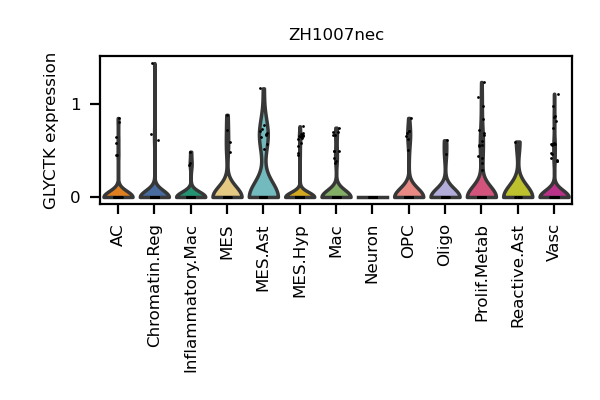 ZH1007nec
GLYCTK expression
1
0
AC
Chromatin.Reg
Inflammatory.Mac
MES
MES.Ast
MES.Hyp
Mac
Neuron
OPC
Oligo
Prolif.Metab
Reactive.Ast
Vasc